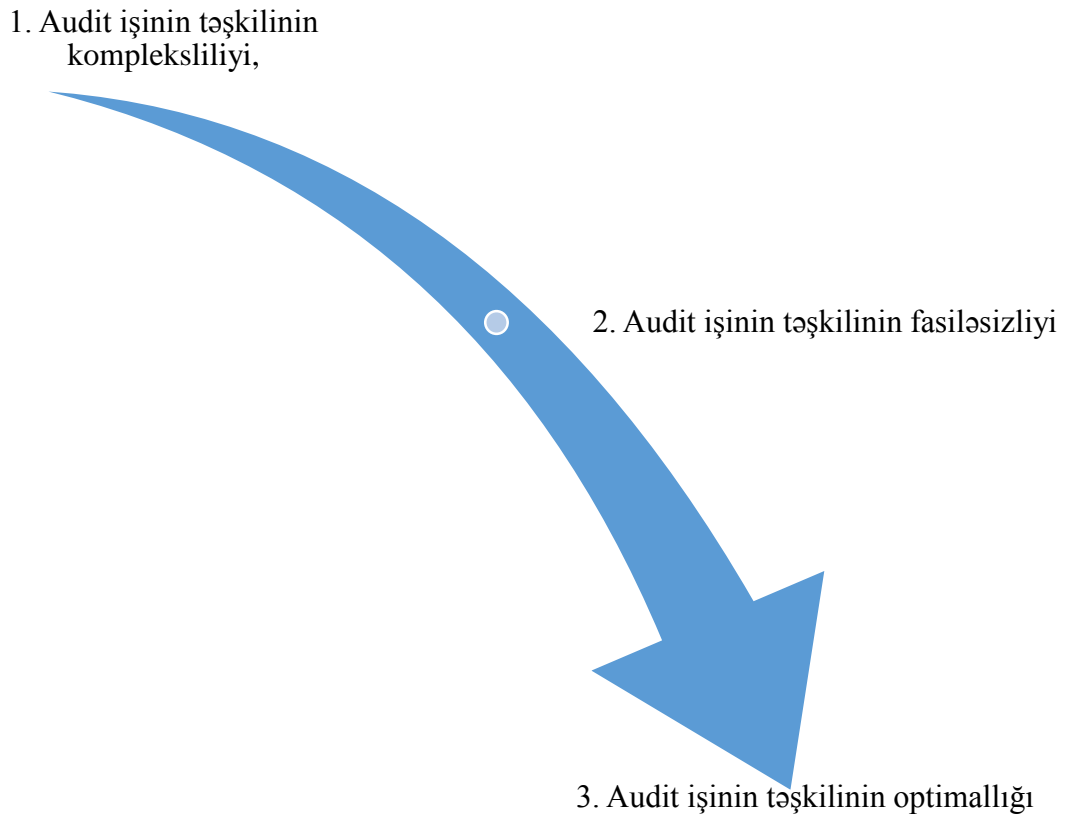 1. Audit işinin təşkilinin
kompleksliliyi,
2. Audit işinin təşkilinin fasiləsizliyi
3. Audit işinin təşkilinin optimallığı